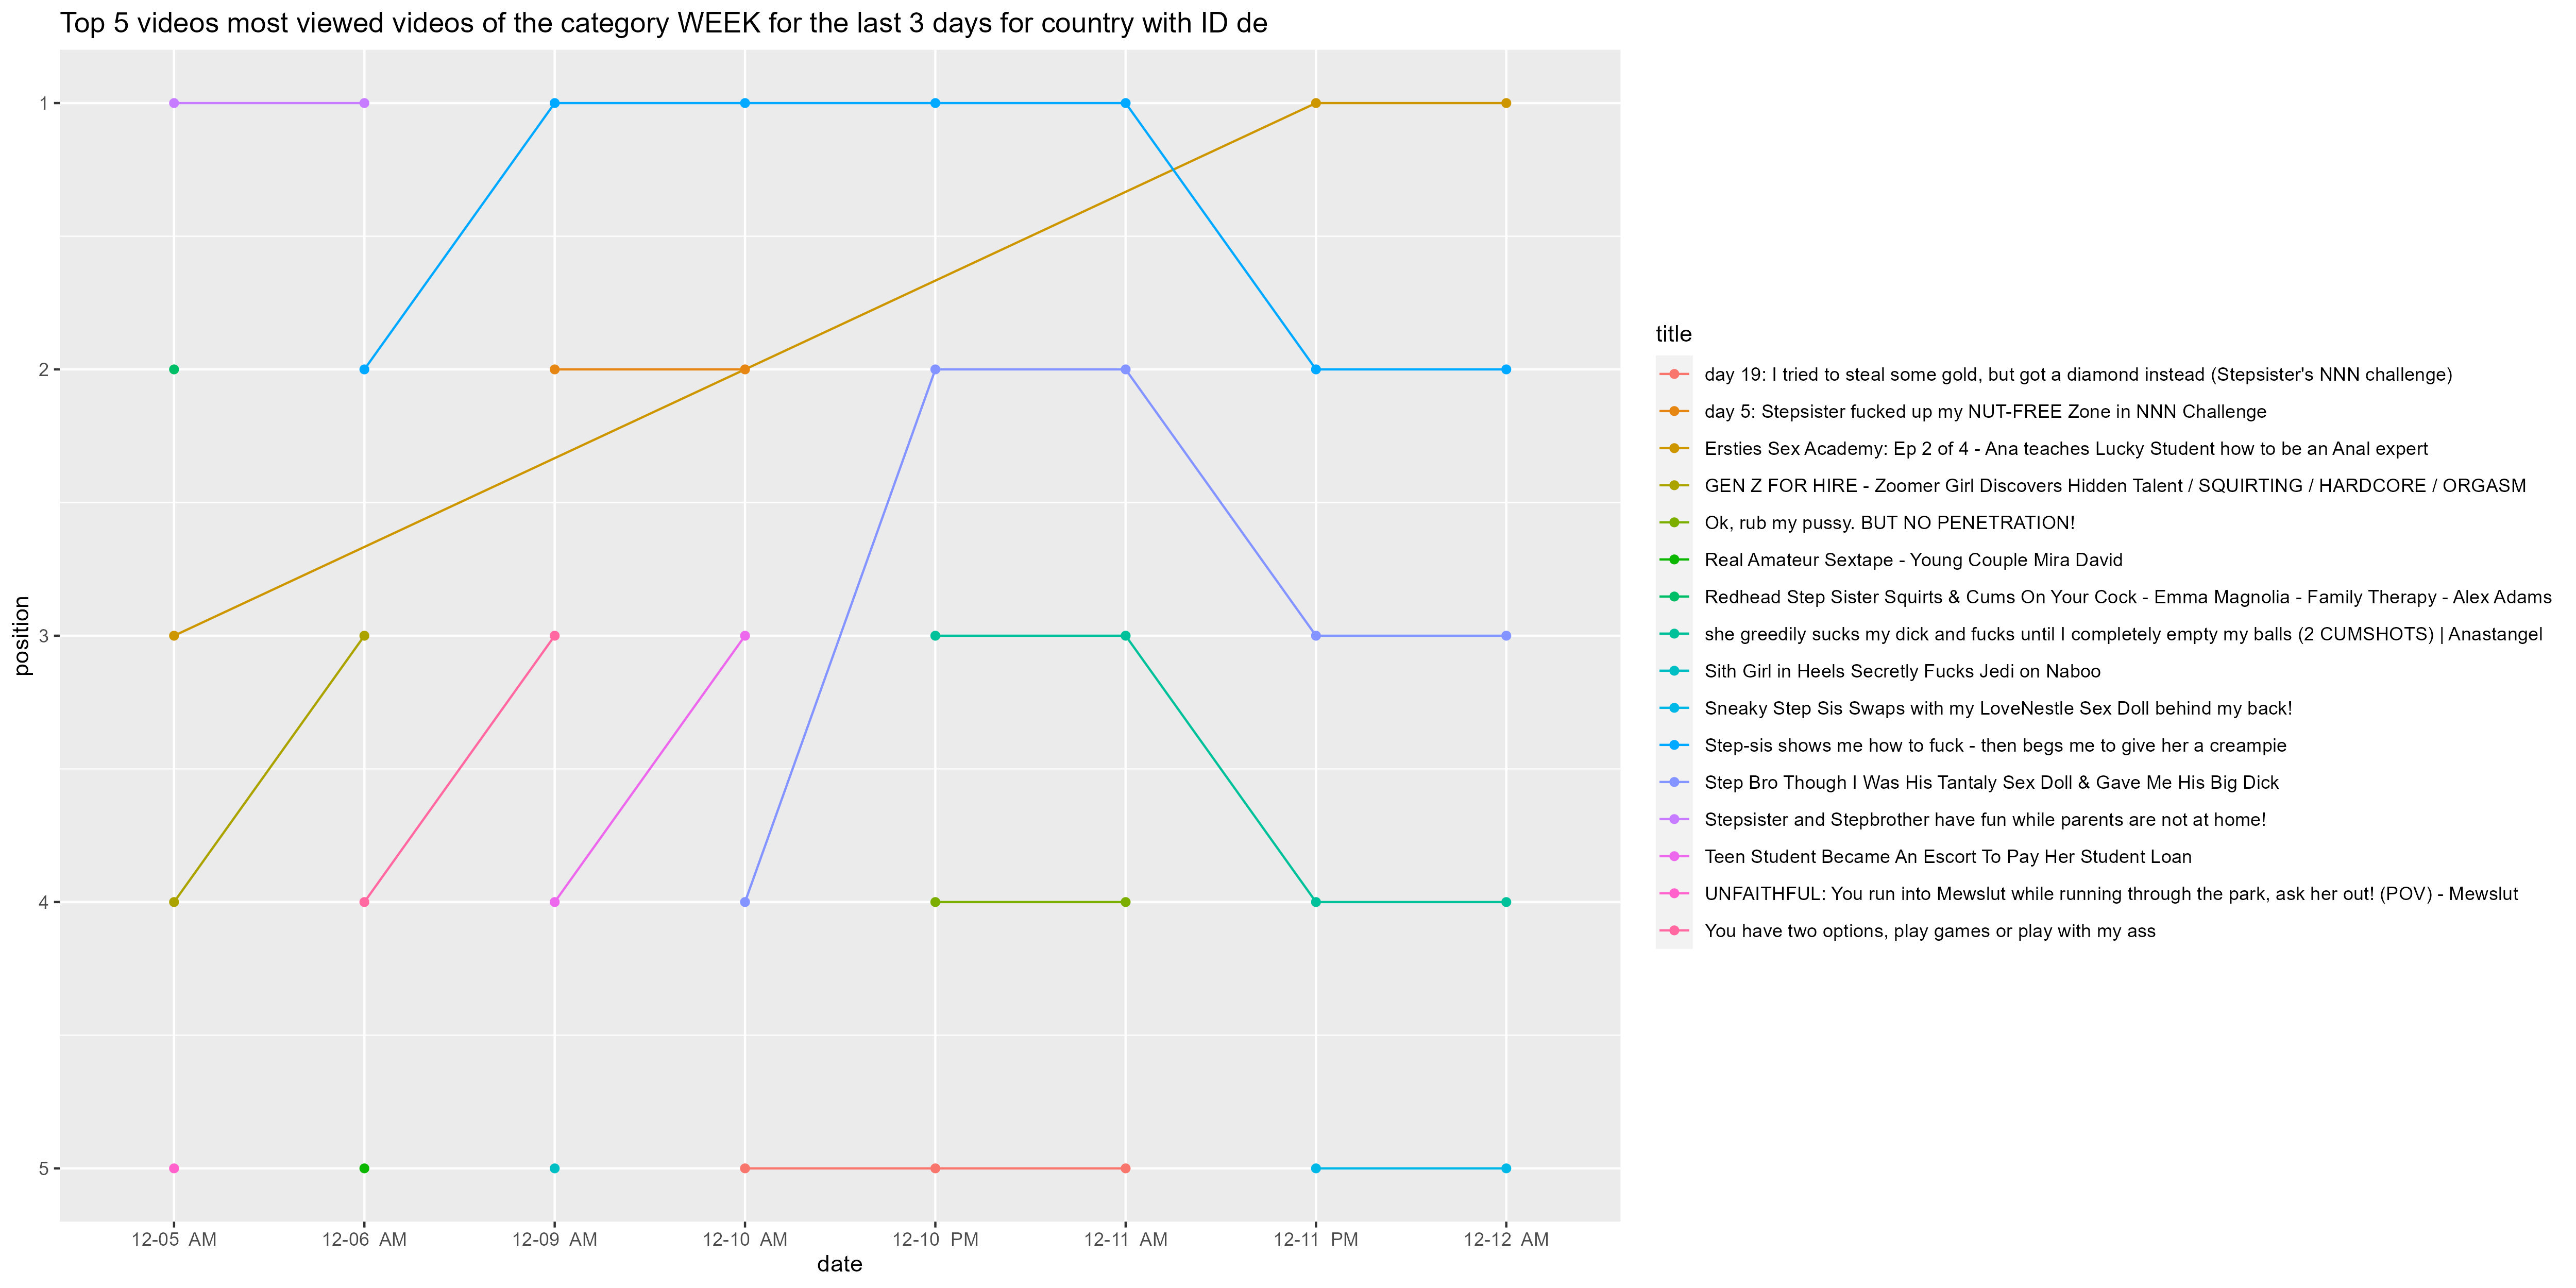 Top 5 videos most viewed videos of the category WEEK for the last 3 days for country with ID de
position
1
2
3
4
5
12-05 AM
12-06 AM
12-09 AM
12-10 AM
12-10 PM
12-11 AM
12-11 PM
12-12 AM
date
title
day 19: I tried to steal some gold, but got a diamond instead (Stepsister's NNN challenge)
day 5: Stepsister fucked up my NUT-FREE Zone in NNN Challenge
Ersties Sex Academy: Ep 2 of 4 - Ana teaches Lucky Student how to be an Anal expert
GEN Z FOR HIRE - Zoomer Girl Discovers Hidden Talent / SQUIRTING / HARDCORE / ORGASM
Ok, rub my pussy. BUT NO PENETRATION!
Real Amateur Sextape - Young Couple Mira David
Redhead Step Sister Squirts & Cums On Your Cock - Emma Magnolia - Family Therapy - Alex Adams
she greedily sucks my dick and fucks until I completely empty my balls (2 CUMSHOTS) | Anastangel
Sith Girl in Heels Secretly Fucks Jedi on Naboo
Sneaky Step Sis Swaps with my LoveNestle Sex Doll behind my back!
Step-sis shows me how to fuck - then begs me to give her a creampie
Step Bro Though I Was His Tantaly Sex Doll & Gave Me His Big Dick
Stepsister and Stepbrother have fun while parents are not at home!
Teen Student Became An Escort To Pay Her Student Loan
UNFAITHFUL: You run into Mewslut while running through the park, ask her out! (POV) - Mewslut
You have two options, play games or play with my ass